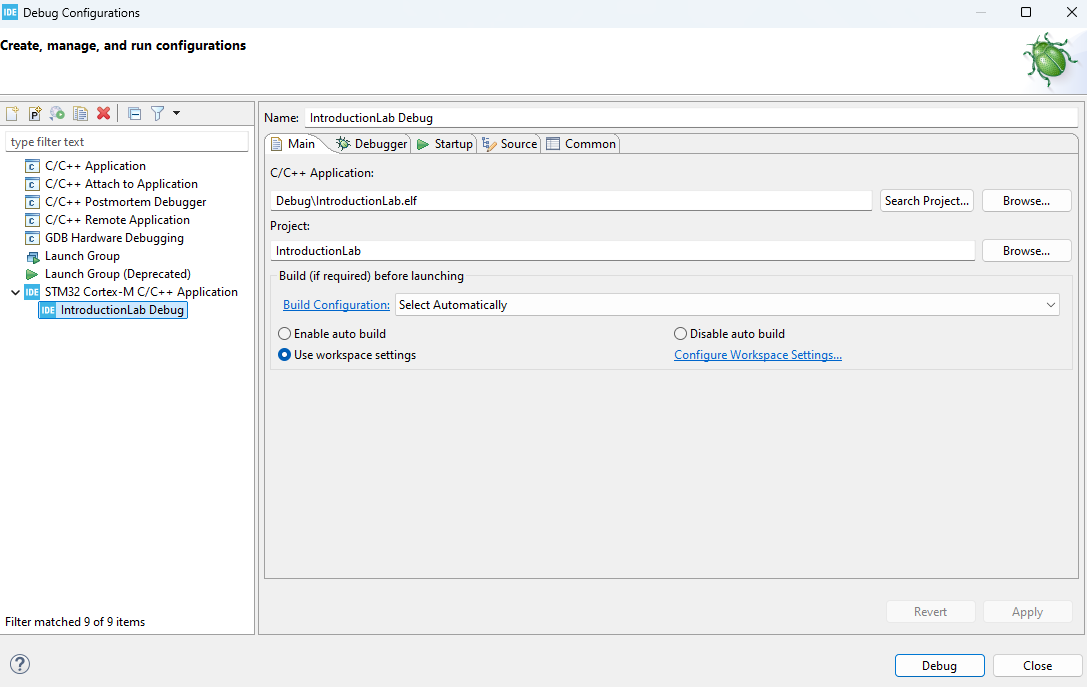 IDE Debug Configurations
Create, manage, and run configurations
P
type filter text
c C/C++ Application
c C/C++ Attach to Application
c C/C++ Postmortem Debugger
c C/C++ Remote Application
c GDB Hardware Debugging
Launch Group
Launch Group (Deprecated)
IDE STM32 Cortex-M C/C++ Application
IDE IntroductionLab Debug
Filter matched 9 of 9 items
Name: IntroductionLab Debug
Main Debugger Startup Source Common
C/C++ Application:
Debug\IntroductionLab.elf Search Project... Browse...
Project:
IntroductionLab Browse...
Build (if required) before launching
Build Configuration: Select Automatically
Enable auto build Disable auto build
Use workspace settings Configure Workspace Settings...
Revert Apply
? Debug Close